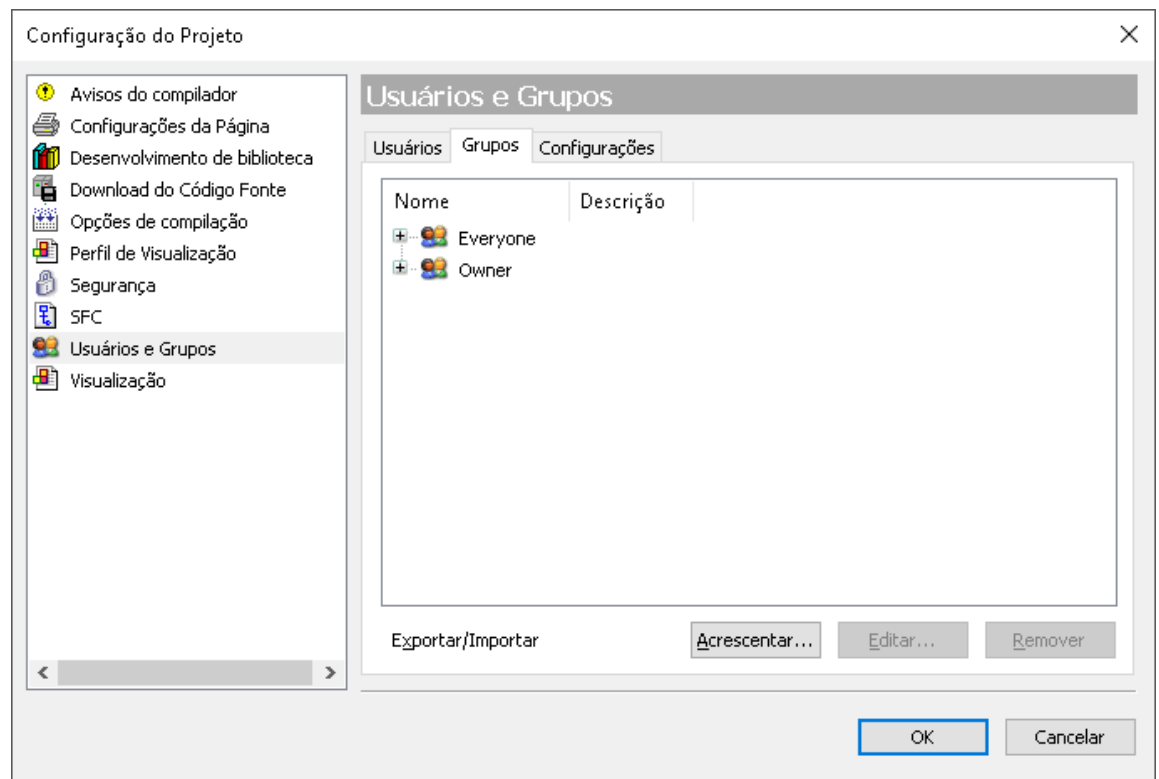 Configuração do Projeto
Avisos do compilador
Configurações da Página
Desenvolvimento de biblioteca
Download do Código Fonte
Opções de compilação
Perfil de Visualização
Segurança
SFC
Usuários e Grupos
Visualização
Usuários e Grupos
Usuários Grupos Configurações
Nome Descrição
Everyone
Owner
Exportar/Importar Acrescentar... Editar... Remover
OK Cancelar